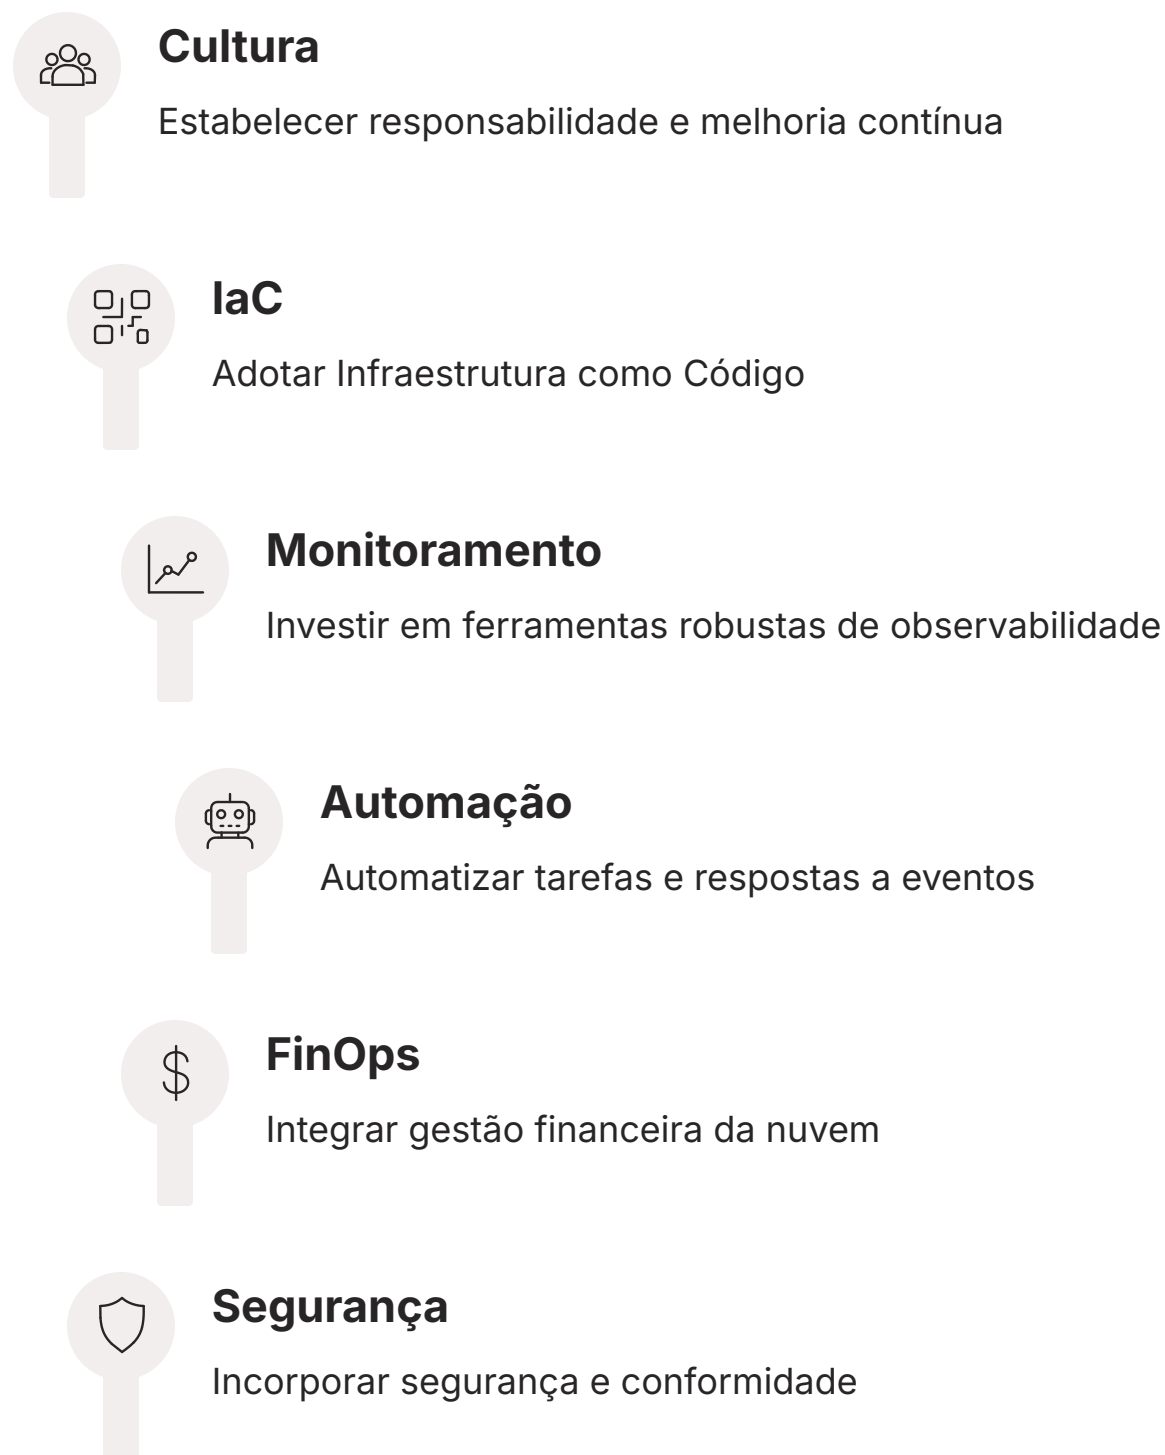 Cultura
Estabelecer responsabilidade e melhoria contínua
IaC
Adotar Infraestrutura como Código
Monitoramento
Investir em ferramentas robustas de observabilidade
Automação
Automatizar tarefas e respostas a eventos
FinOps
Integrar gestão financeira da nuvem
Segurança
Incorporar segurança e conformidade